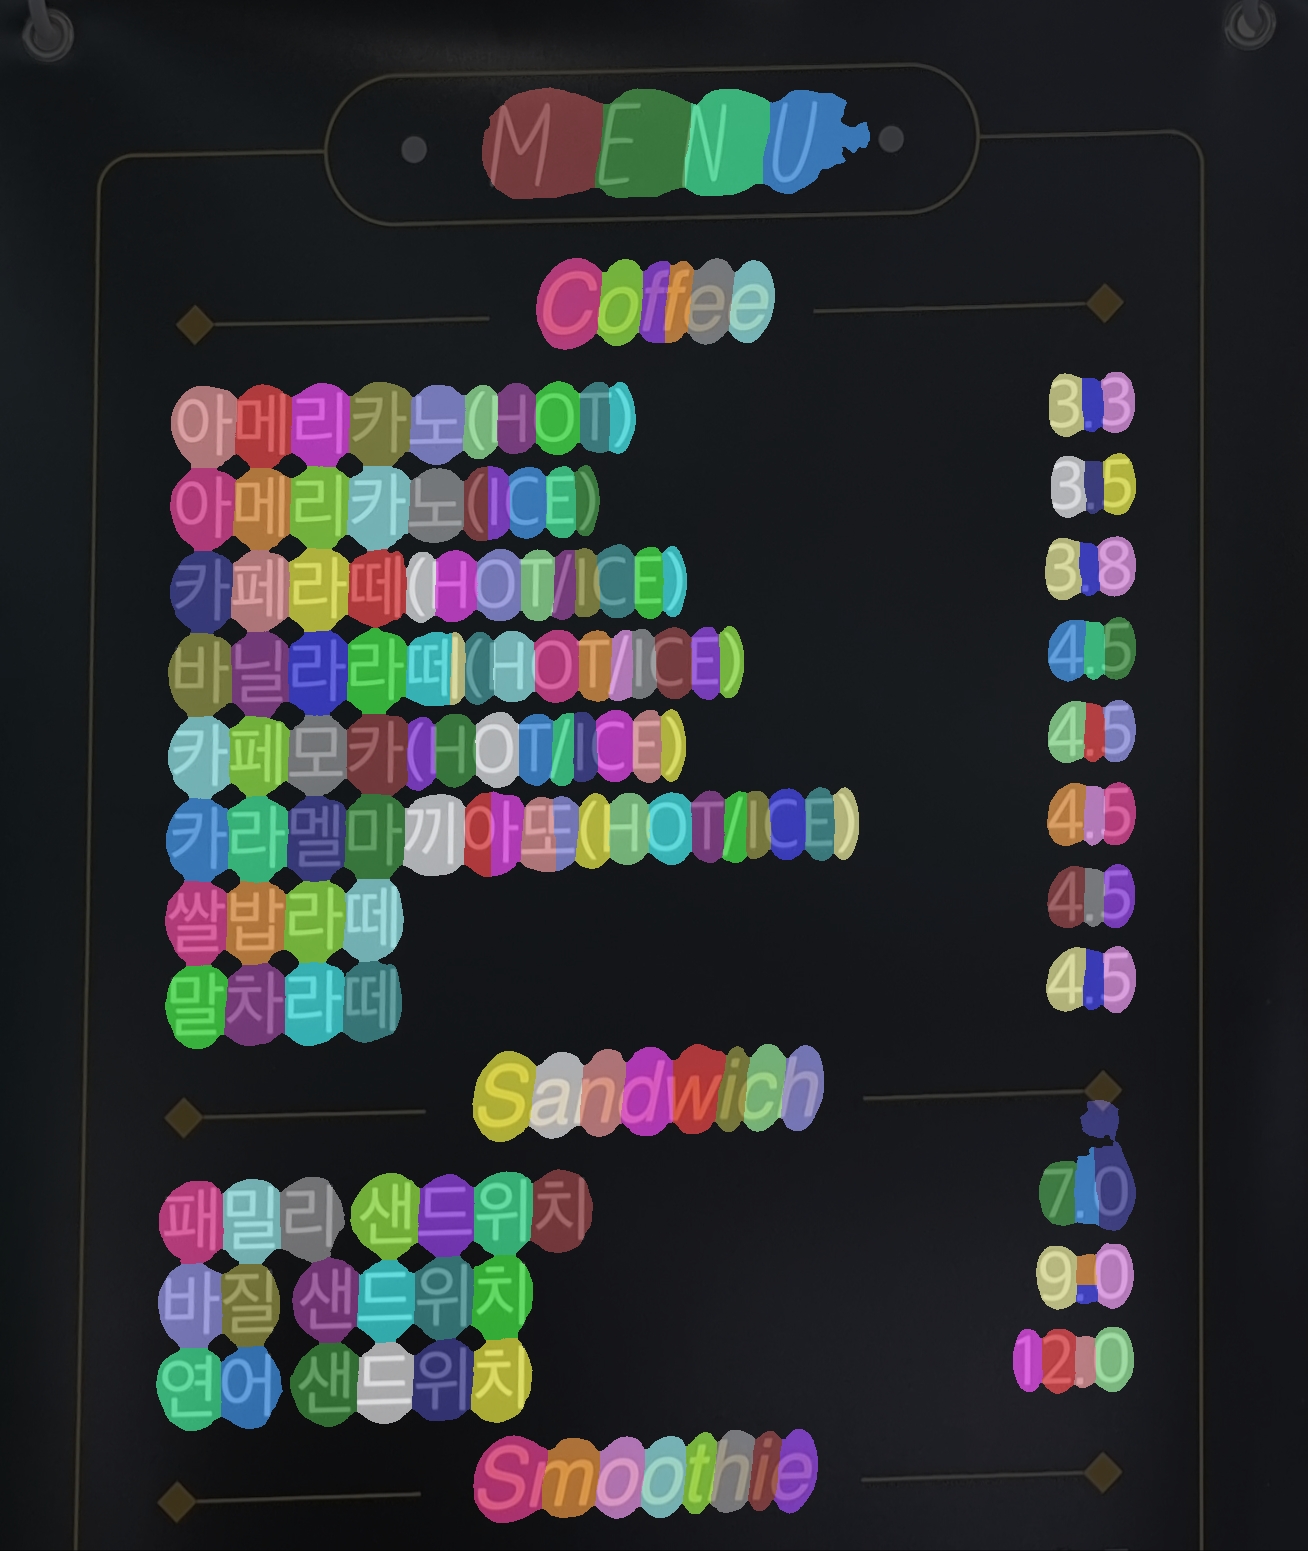 MENU
Coffee
아메리카노(HOT) 3.3
아메리카노(ICE) 3.5
카페라떼(HOT/ICE) 3.8
바닐라라떼(HOT/ICE) 4.5
카페모카(HOT/ICE) 4.5
카라멜마끼아또(HOT/ICE) 4.5
쌀밥라떼 4.5
말차라떼 4.5
Sandwich
패밀리 샌드위치 7.0
바질 샌드위치 9.0
연어 샌드위치 12.0
Smoothie